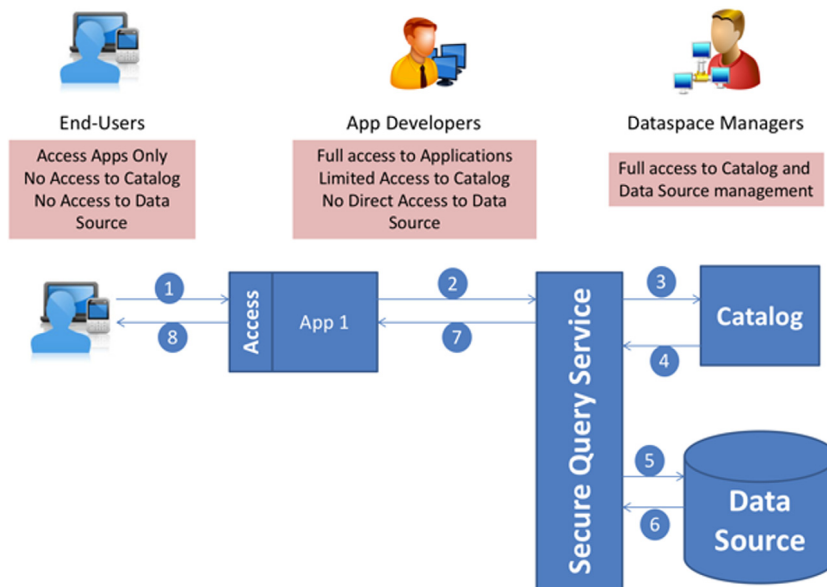 End-Users
Access Apps Only
No Access to Catalog
No Access to Data
Source
App Developers
Full access to Applications
Limited Access to Catalog
No Direct Access to Data
Source
Dataspace Managers
Full access to Catalog and
Data Source management
1
8
Access
App 1
2
7
Secure Query Service
3
4
Catalog
5
6
Data
Source